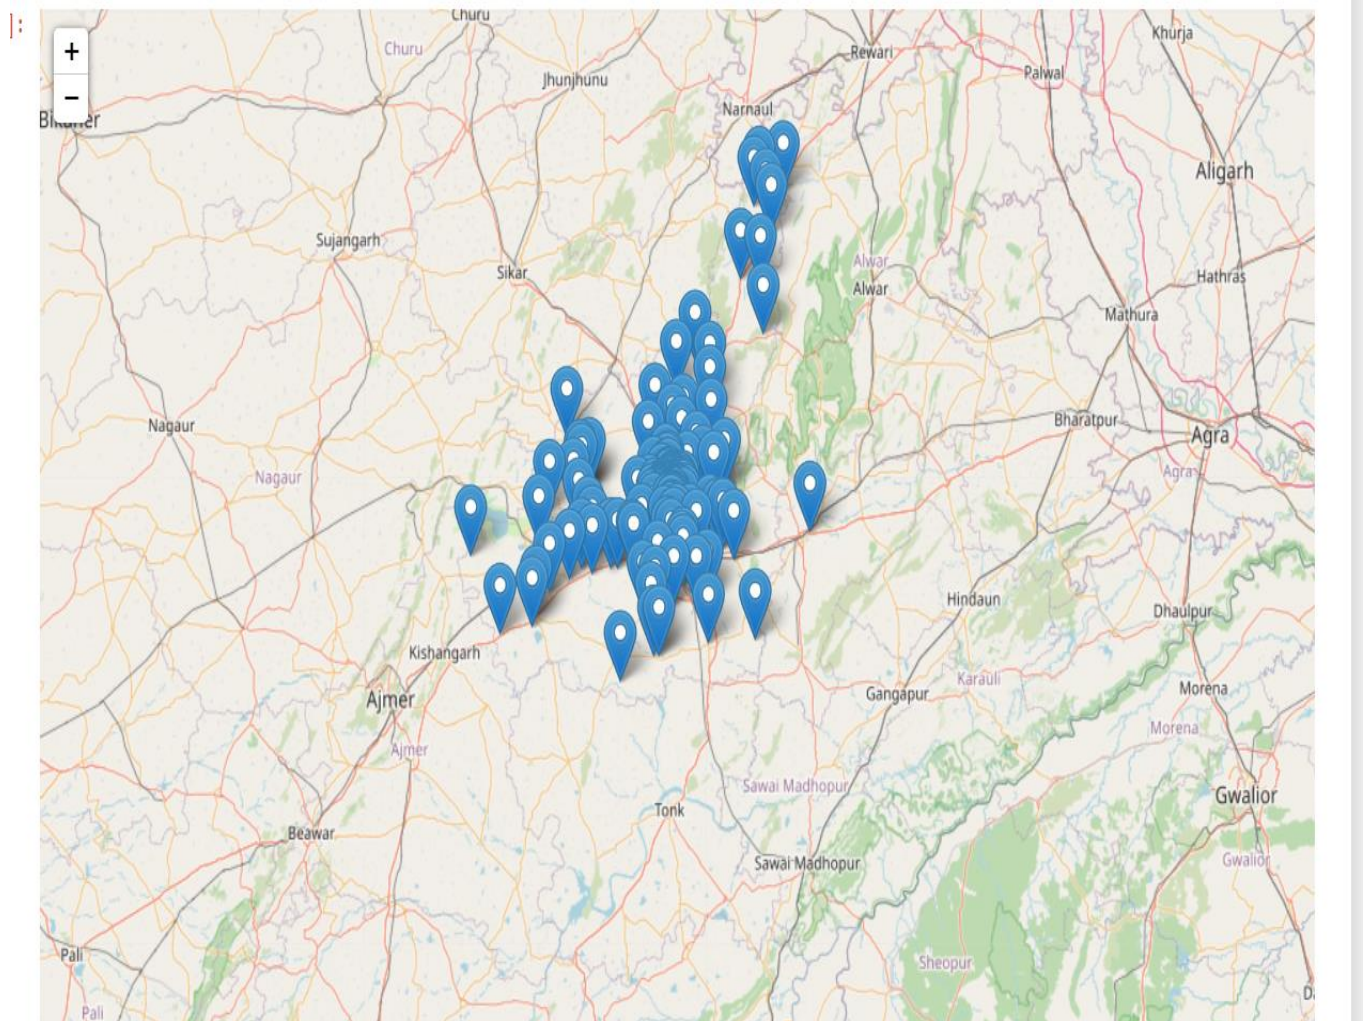 ]:
Churu
+
Churu
Khurja
Rewari
Jhunjhunu
Palwal
−
Narnaul
Aligarh
Sujangarh
Sikar
Alwar
Alwar
Hathras
Mathura
Nagaur
Bharatpur
Agra
Nagaur
Agra
Hindaun
Dhaulpur
Kishangarh
Karauli
Ajmer
Gangapur
Morena
Morena
Ajmer
Sawai Madhopur
Gwalior
Tonk
Beawar
Sawai Madhopur
Gwalior
Pali
Sheopur
Pali